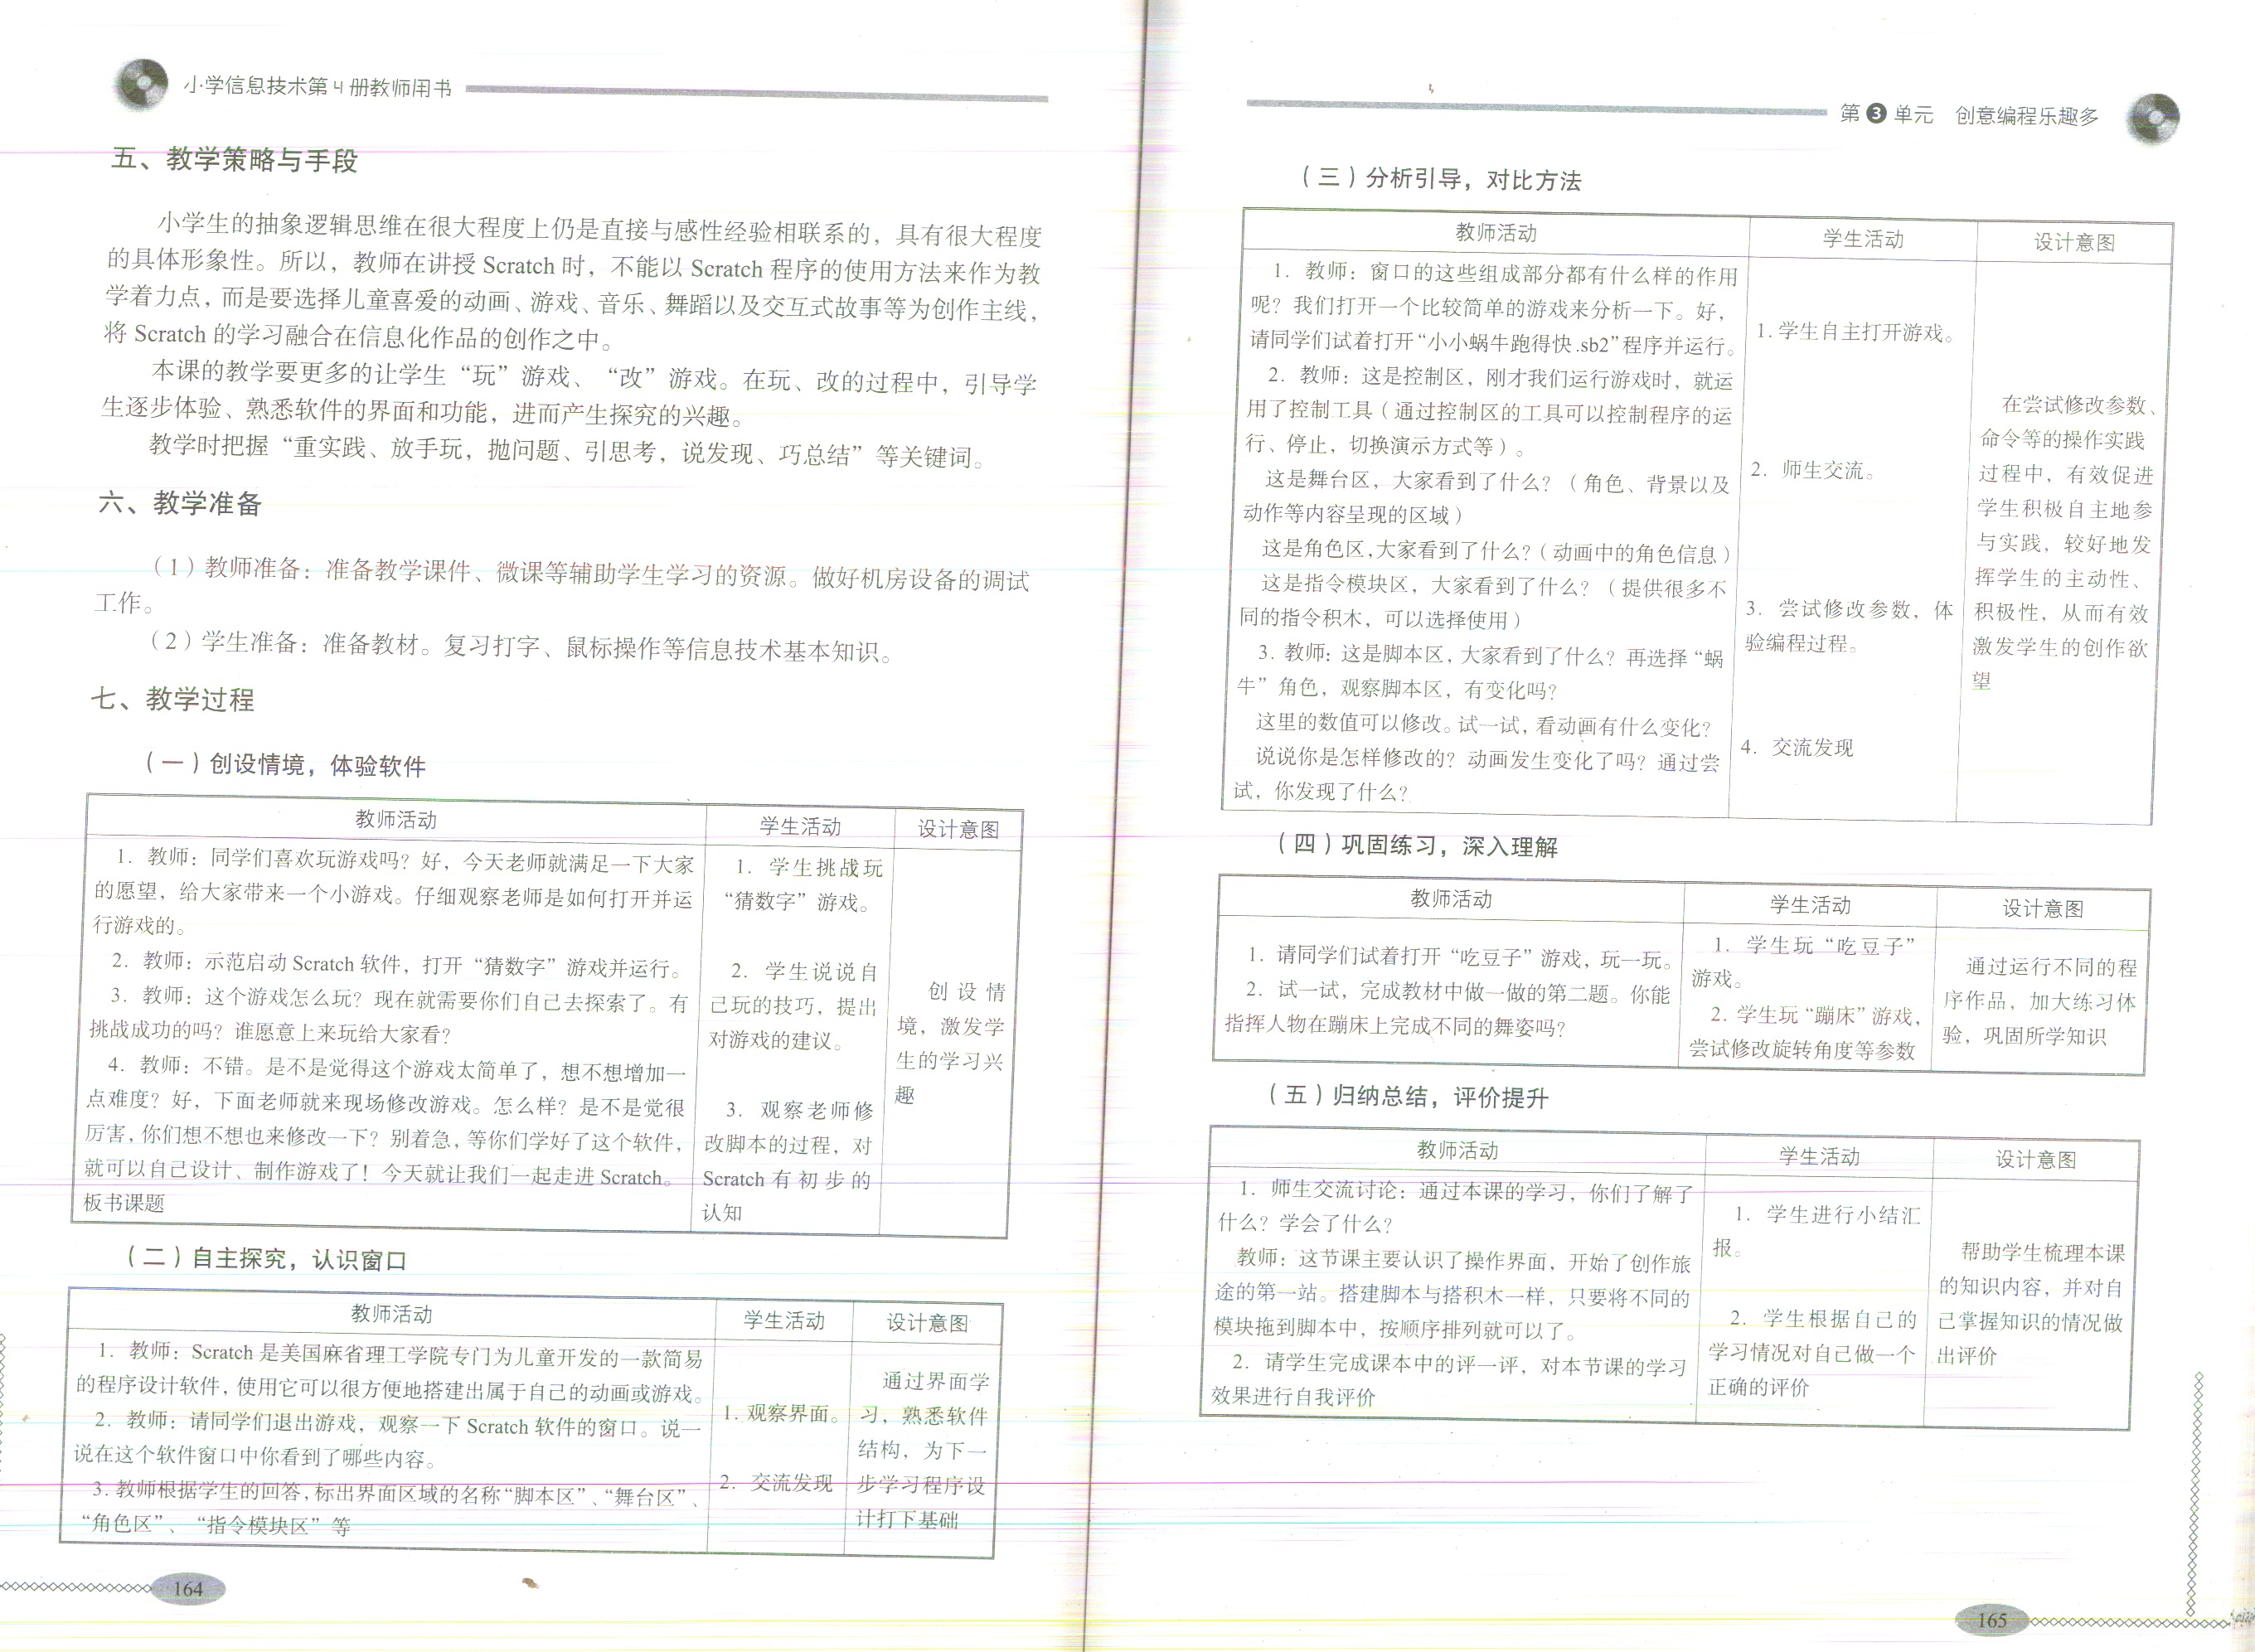 小学信息技术第4册教师用书
五、教学策略与手段
小学生的抽象逻辑思维在很大程度上仍是直接与感性经验相联系的，具有很大程度
的具体形象性。所以，教师在讲授 Scratch 时，不能以 Scratch 程序的使用方法来作为教
学着力点，而是要选择儿童喜爱的动画、游戏、音乐、舞蹈以及交互式故事等为创作主线，
将 Scratch 的学习融合在信息化作品的创作之中。
本课的教学要更多的让学生“玩”游戏、“改”游戏。在玩、改的过程中，引导学
生逐步体验、熟悉软件的界面和功能，进而产生探究的兴趣。
教学时把握“重实践、放手玩，抛问题、引思考，说发现、巧总结”等关键词。
六、教学准备
（1）教师准备：准备教学课件、微课等辅助学生学习的资源。做好机房设备的调试
工作。
（2）学生准备：准备教材。复习打字、鼠标操作等信息技术基本知识。
七、教学过程
（一）创设情境，体验软件
教师活动
1. 教师：同学们喜欢玩游戏吗？好，今天老师就满足一下大家
的愿望，给大家带来一个小游戏。仔细观察老师是如何打开并运
行游戏的。
2. 教师：示范启动 Scratch 软件，打开“猜数字”游戏并运行。
3. 教师：这个游戏怎么玩？现在就需要你们自己去探索了。有
挑战成功的吗？谁愿意上来玩给大家看？
4. 教师：不错。是不是觉得这个游戏太简单了，想不想增加一
点难度？好，下面老师就来现场修改游戏。怎么样？是不是觉很
厉害，你们想不想也来修改一下？别着急，等你们学好了这个软件，
就可以自己设计、制作游戏了！今天就让我们一起走进 Scratch。
板书课题
学生活动
1. 学生挑战玩
“猜数字”游戏。
2. 学生说说自
己玩的技巧，提出
对游戏的建议。
3. 观察老师修
改脚本的过程，对
Scratch 有初步的
认知
设计意图
创设情
境，激发学
生的学习兴
趣
（二）自主探究，认识窗口
教师活动
1. 教师：Scratch 是美国麻省理工学院专门为儿童开发的一款简易
的程序设计软件，使用它可以很方便地搭建出属于自己的动画或游戏。
2. 教师：请同学们退出游戏，观察一下 Scratch 软件的窗口。说一
说在这个软件窗口中你看到了哪些内容。
3. 教师根据学生的回答，标出界面区域的名称“脚本区”、“舞台区”、
“角色区”、“指令模块区”等
学生活动
1. 观察界面。
2. 交流发现
设计意图
通过界面学
习，熟悉软件
结构，为下一
步学习程序设
计打下基础
164
第3单元 创意编程乐趣多
（三）分析引导，对比方法
教师活动
1. 教师：窗口的这些组成部分都有什么样的作用
呢？我们打开一个比较简单的游戏来分析一下。好，
请同学们试着打开“小小蜗牛跑得快.sb2”程序并运行。
2. 教师：这是控制区，刚才我们运行游戏时，就运
用了控制工具（通过控制区的工具可以控制程序的运
行、停止，切换演示方式等）。
这是舞台区，大家看到了什么？（角色、背景以及
动作等内容呈现的区域）
这是角色区，大家看到了什么？（动画中的角色信息）
这是指令模块区，大家看到了什么？（提供很多不
同的指令积木，可以选择使用）
3. 教师：这是脚本区，大家看到了什么？再选择“蜗
牛”角色，观察脚本区，有变化吗？
这里的数值可以修改。试一试，看动画有什么变化？
说说你是怎样修改的？动画发生变化了吗？通过尝
试，你发现了什么？
学生活动
1. 学生自主打开游戏。
2. 师生交流。
3. 尝试修改参数，体
验编程过程。
4. 交流发现
设计意图
在尝试修改参数、
命令等的操作实践
过程中，有效促进
学生积极自主地参
与实践，较好地发
挥学生的主动性、
积极性，从而有效
激发学生的创作欲
望
（四）巩固练习，深入理解
教师活动
1. 请同学们试着打开“吃豆子”游戏，玩一玩。
2. 试一试，完成教材中做一做的第二题。你能
指挥人物在蹦床上完成不同的舞姿吗？
学生活动
1. 学生玩“吃豆子”
游戏。
2. 学生玩“蹦床”游戏，
尝试修改旋转角度等参数
设计意图
通过运行不同的程
序作品，加大练习体
验，巩固所学知识
（五）归纳总结，评价提升
教师活动
1. 师生交流讨论：通过本课的学习，你们了解了
什么？学会了什么？
教师：这节课主要认识了操作界面，开始了创作旅
途的第一站。搭建脚本与搭积木一样，只要将不同的
模块拖到脚本中，按顺序排列就可以了。
2. 请学生完成课本中的评一评，对本节课的学习
效果进行自我评价
学生活动
1. 学生进行小结汇
报。
2. 学生根据自己的
学习情况对自己做一个
正确的评价
设计意图
帮助学生梳理本课
的知识内容，并对自
己掌握知识的情况做
出评价
165